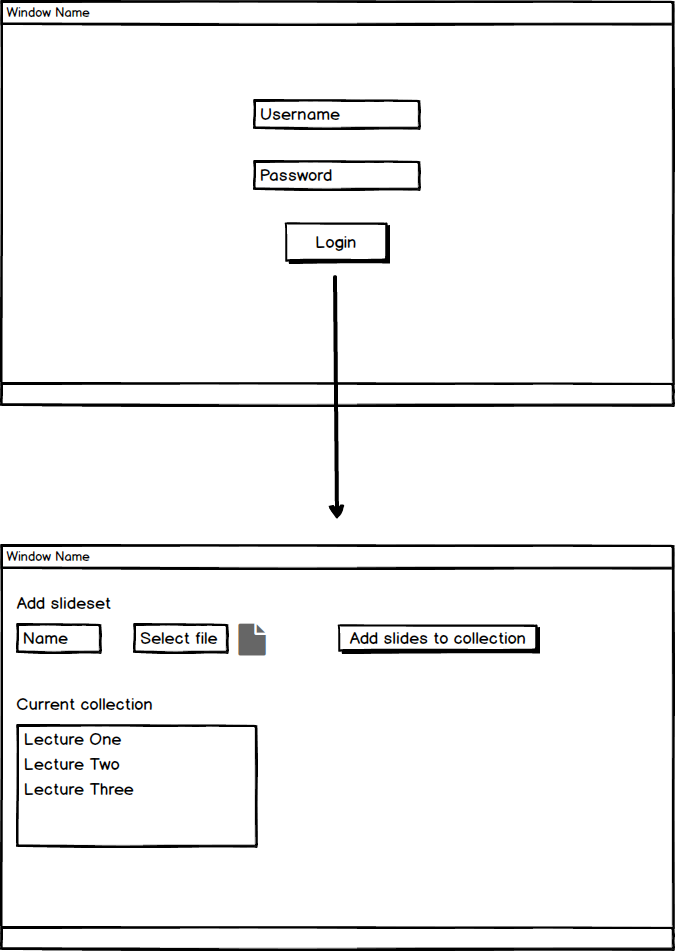 Window Name
Username
Password
Login
Window Name
Add slideset
Name Select file Add slides to collection
Current collection
Lecture One
Lecture Two
Lecture Three